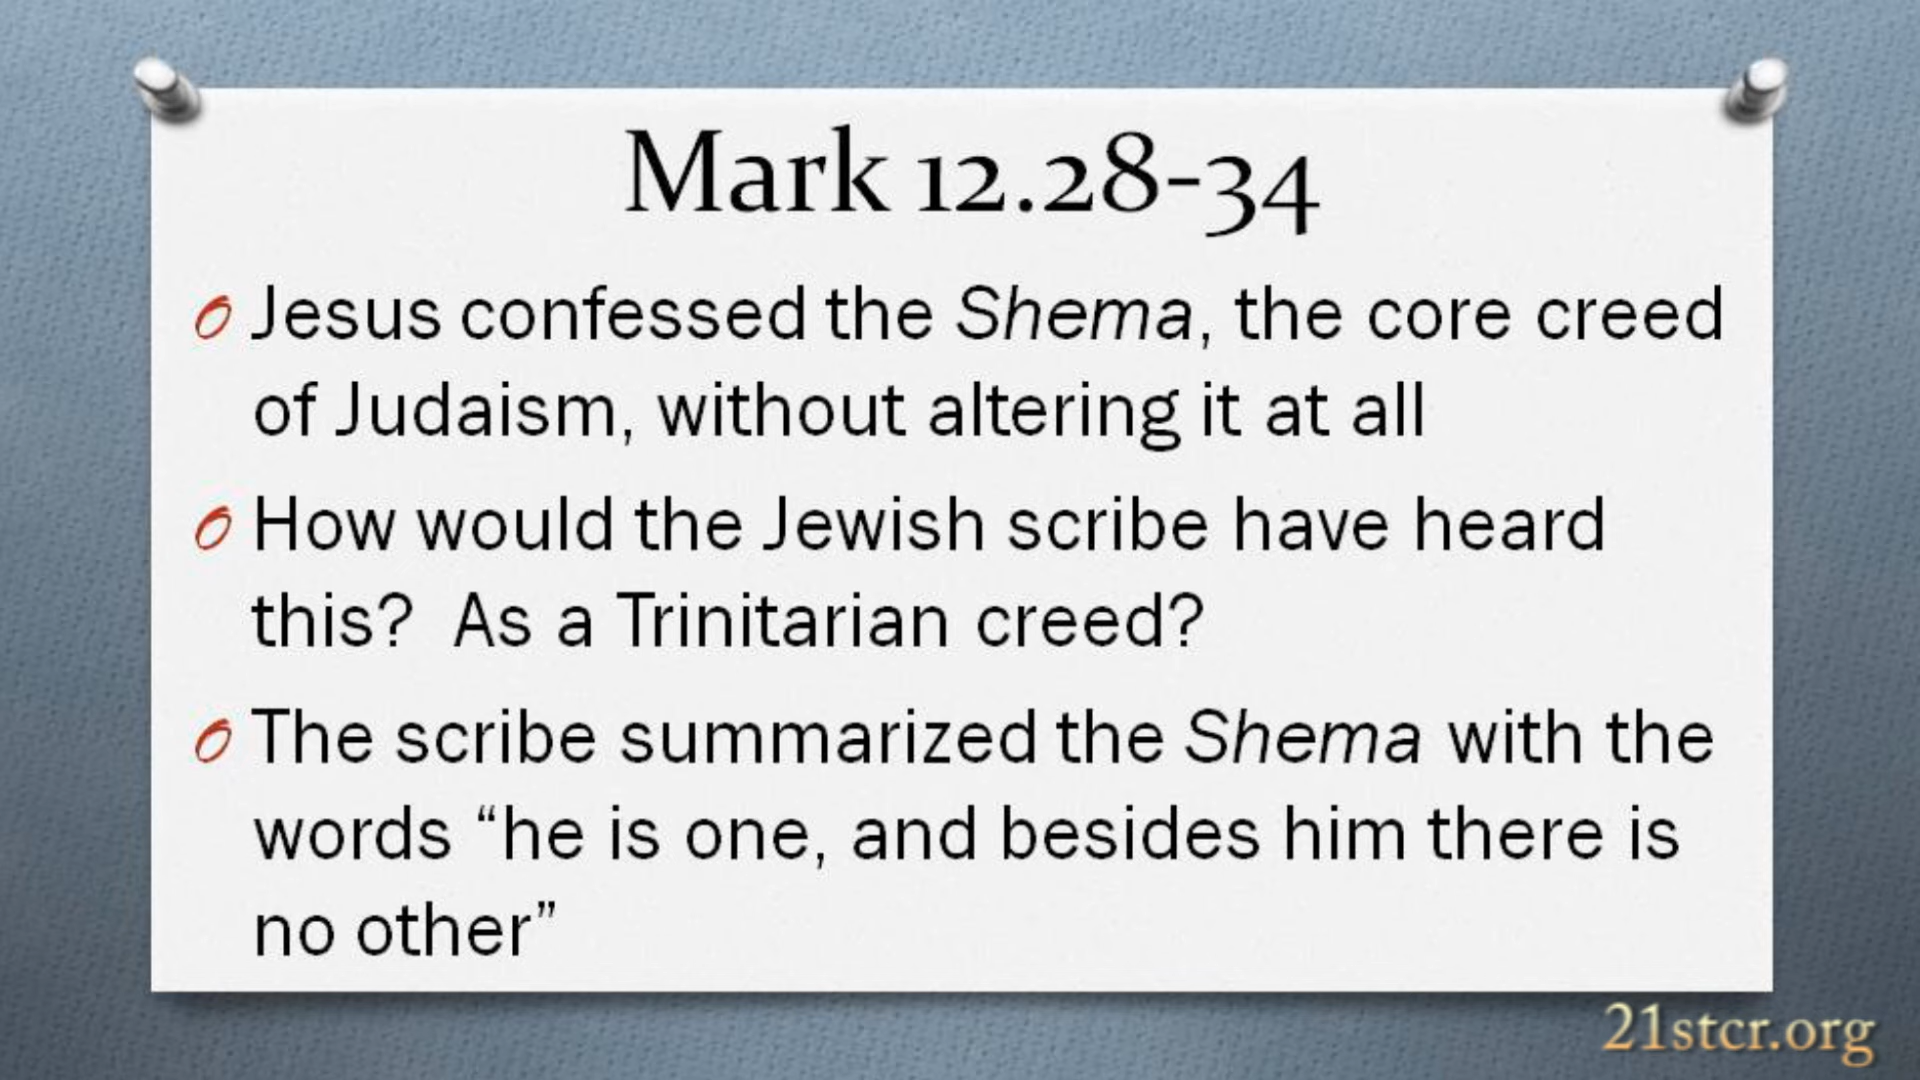 Mark 12.28-34
Jesus confessed the Shema, the core creed
of Judaism, without altering it at all
How would the Jewish scribe have heard
this?  As a Trinitarian creed?
The scribe summarized the Shema with the
words “he is one, and besides him there is
no other”
21stcr.org